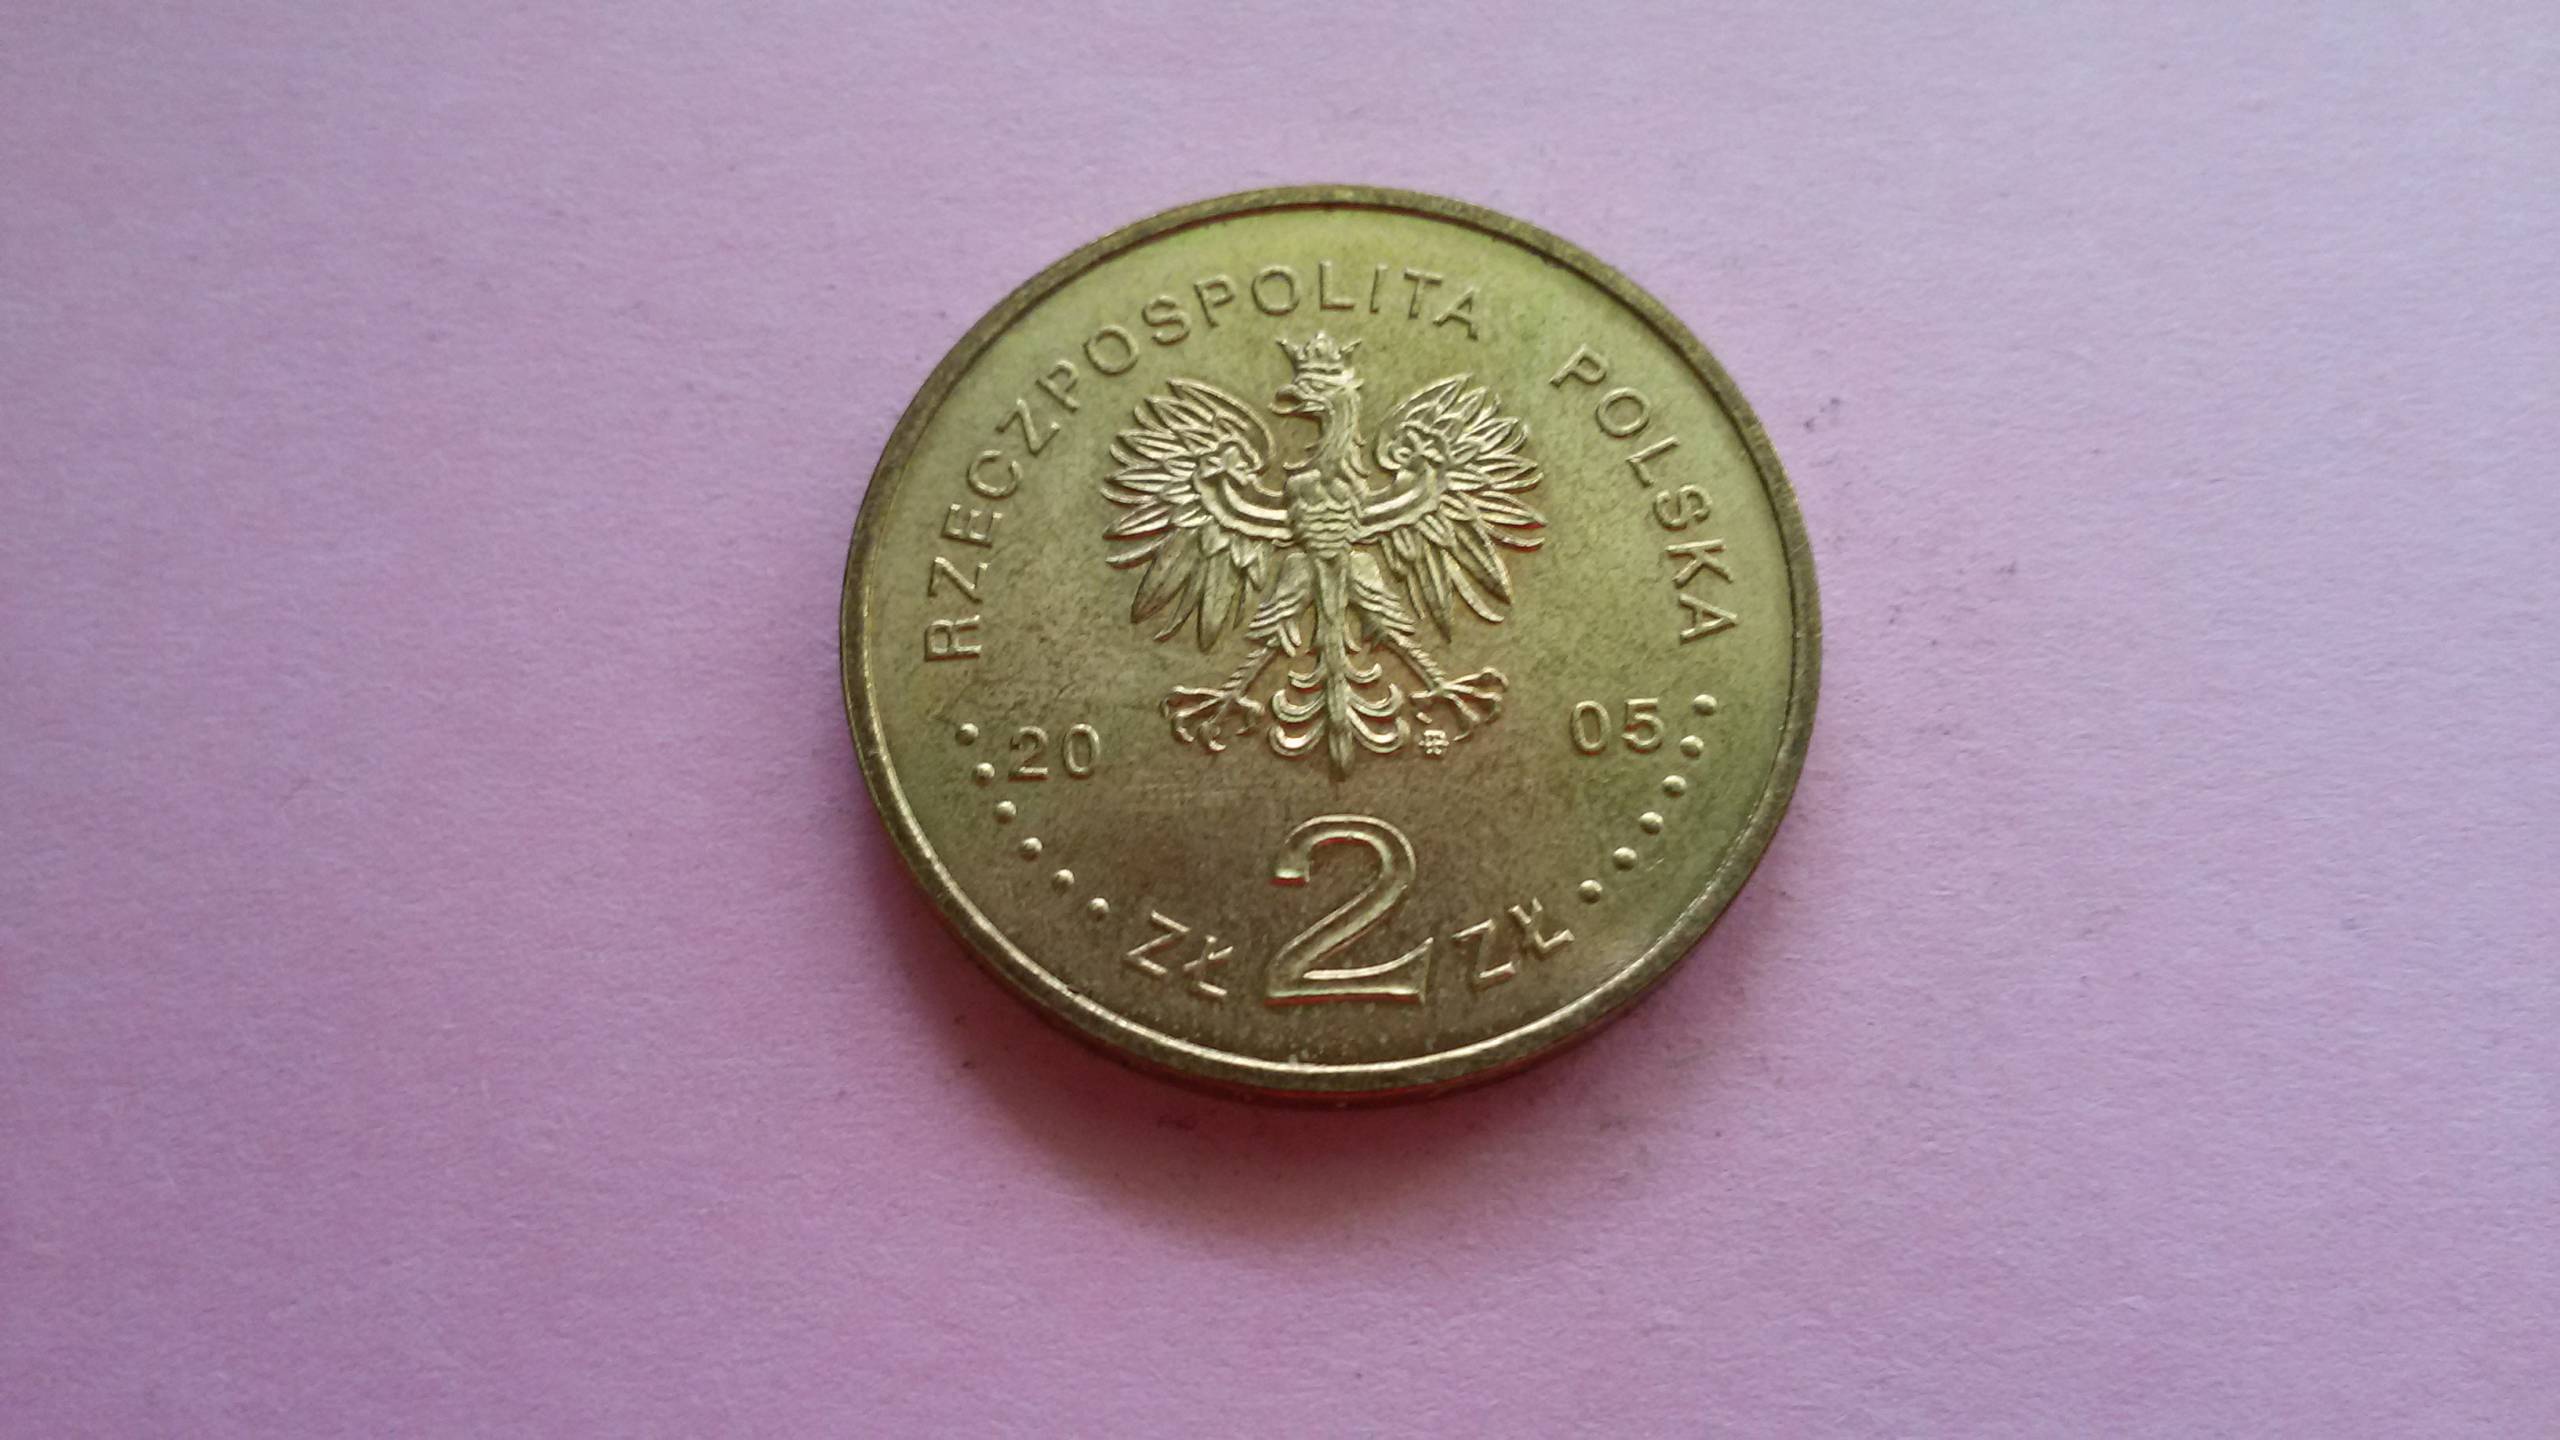 RZECZPOSPOLITA POLSKA
20 05
ZŁ 2 ZŁ